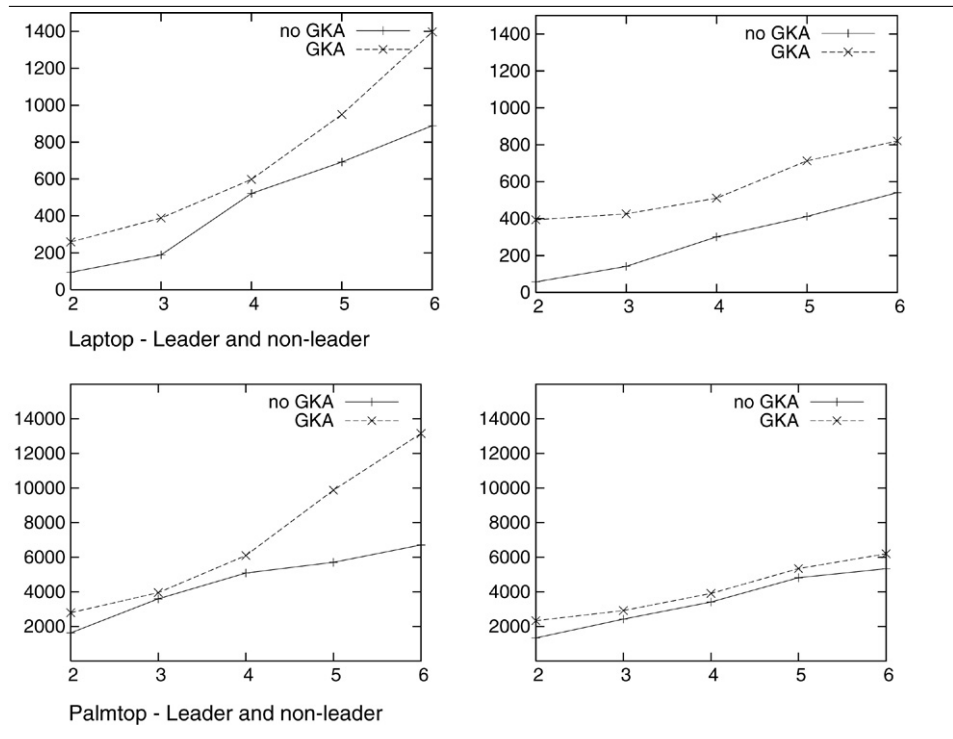 1400
1200
1000
800
600
400
200
0
no GKA
GKA
2 3 4 5 6
1400
1200
1000
800
600
400
200
0
no GKA
GKA
2 3 4 5 6
Laptop - Leader and non-leader
14000
12000
10000
8000
6000
4000
2000
no GKA
GKA
2 3 4 5 6
14000
12000
10000
8000
6000
4000
2000
no GKA
GKA
2 3 4 5 6
Palmtop - Leader and non-leader